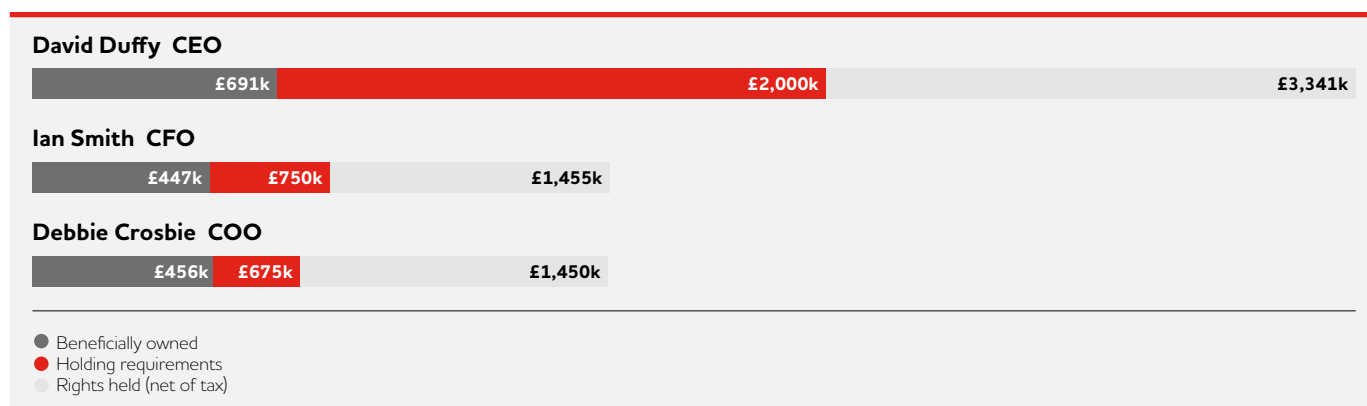 David Duffy CEO
£691k £2,000k £3,341k
Ian Smith CFO
£447k £750k £1,455k
Debbie Crosbie COO
£456k £675k £1,450k
Beneficially owned
Holding requirements
Rights held (net of tax)